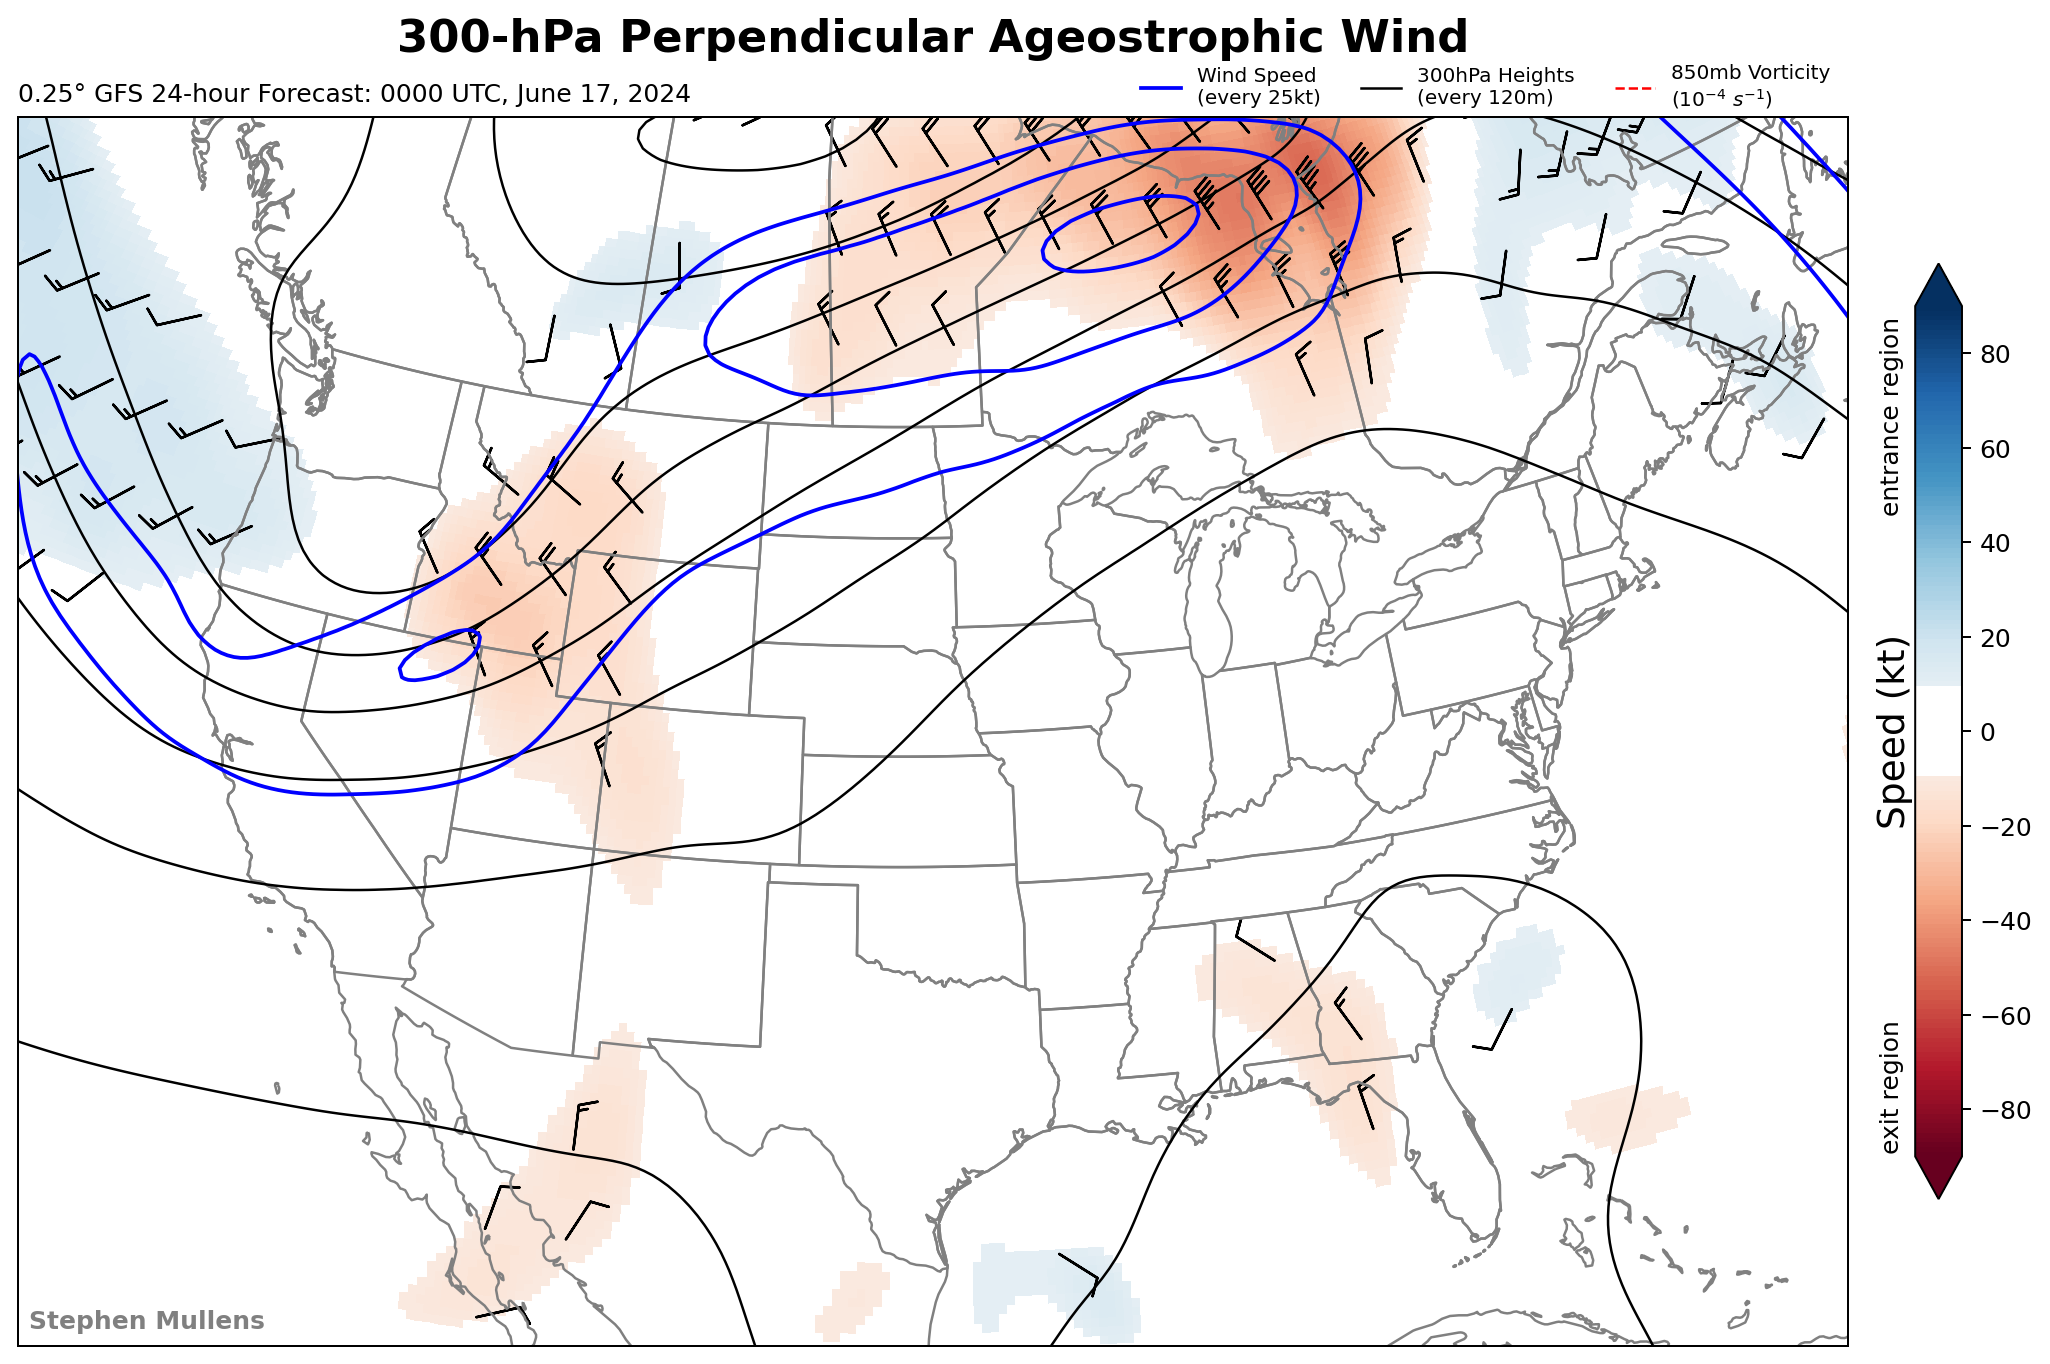 300-hPa Perpendicular Ageostrophic Wind
0.25° GFS 24-hour Forecast: 0000 UTC, June 17, 2024
Wind Speed
(every 25kt)
300hPa Heights
(every 120m)
850mb Vorticity
(10⁻⁴ s⁻¹)
entrance region
Speed (kt)
exit region
80
60
40
20
0
−20
−40
−60
−80
Stephen Mullens